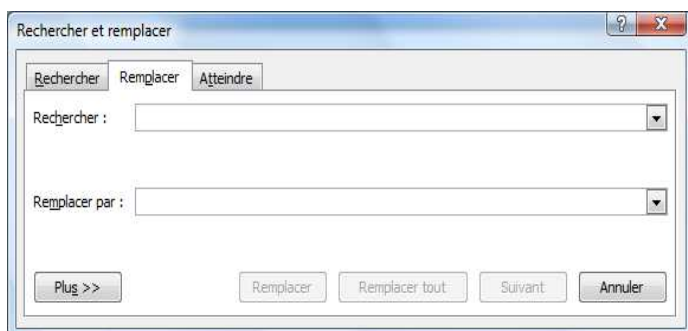 Rechercher et remplacer
Rechercher Remplacer Atteindre
Rechercher :
Remplacer par :
Plus >> Remplacer Remplacer tout Suivant Annuler